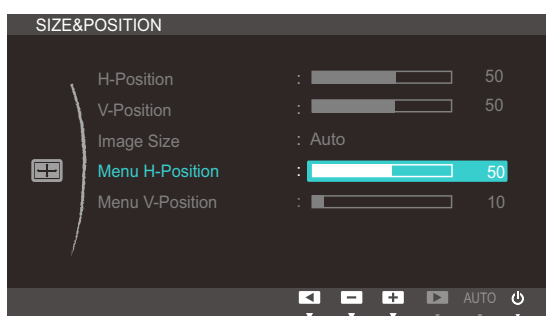 SIZE&POSITION
H-Position : 50
V-Position : 50
Image Size : Auto
Menu H-Position : 50
Menu V-Position : 10
AUTO